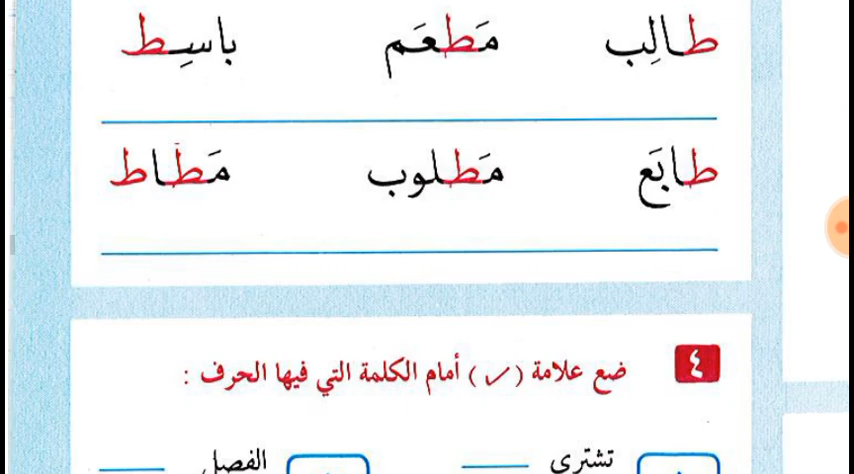 طالِب مَطعَم باسِط
طابَع مَطلوب مَطّاط
٤ ضع علامة (✓) أمام الكلمة التي فيها الحرف :
تشتري الفصل